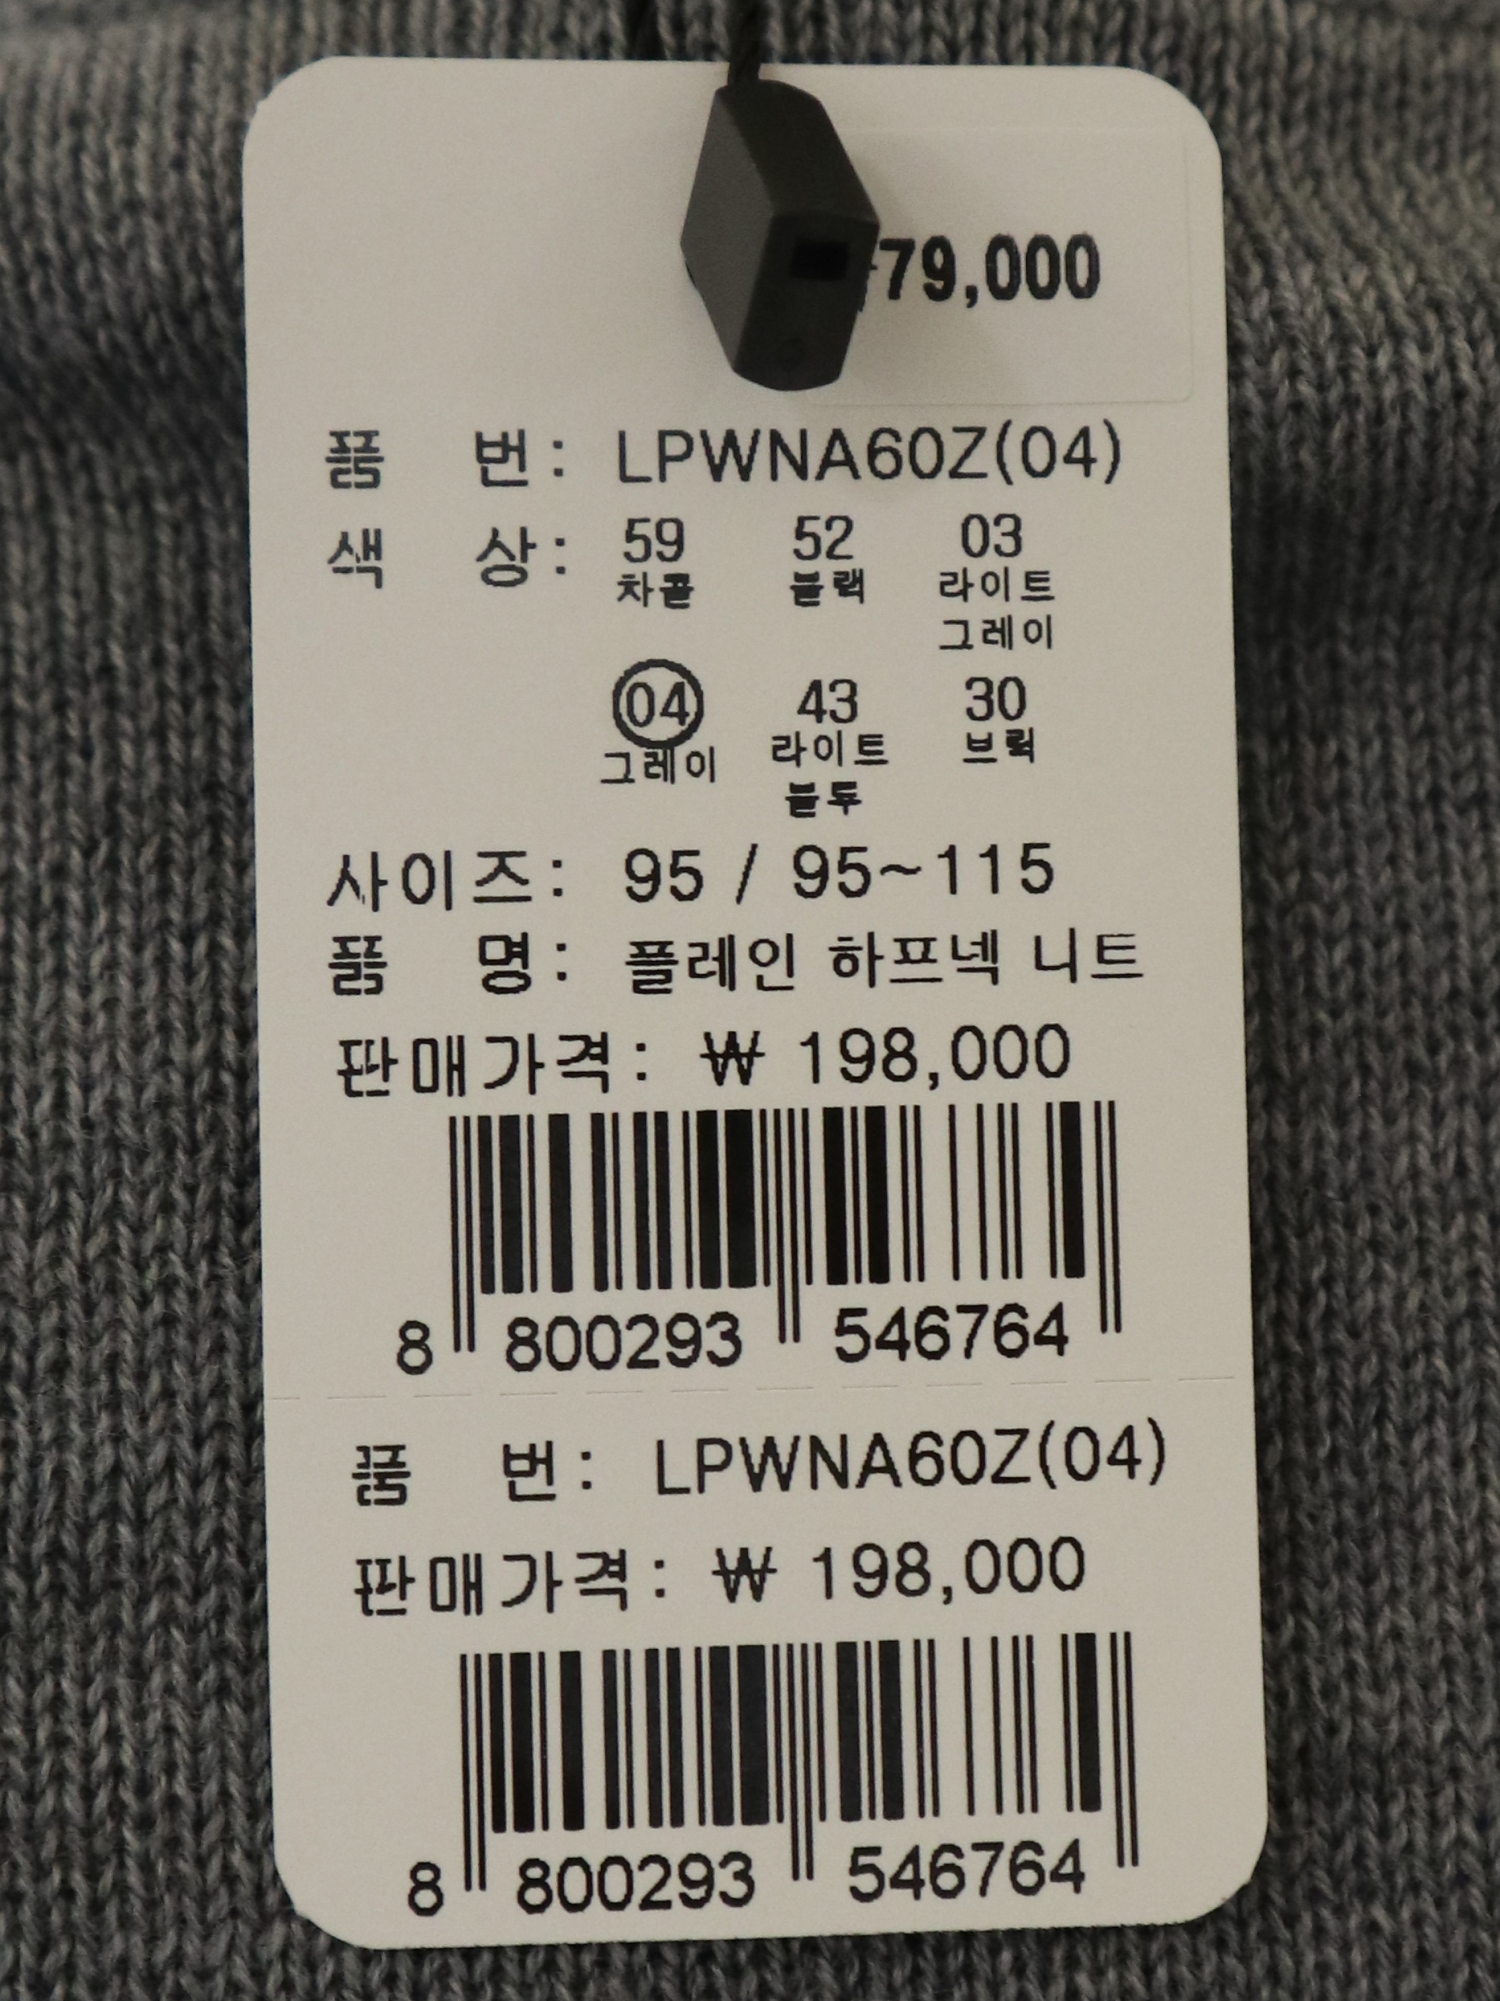 ₩79,000
품 번: LPWNA60Z(04)
색 상: 59 52 03
차콜 블랙 라이트
그레이
04 43 30
그레이 라이트 브릭
블루
사이즈: 95 / 95~115
품 명: 플레인 하프넥 니트
판매가격: ₩ 198,000
8 800293 546764
품 번: LPWNA60Z(04)
판매가격: ₩ 198,000
8 800293 546764